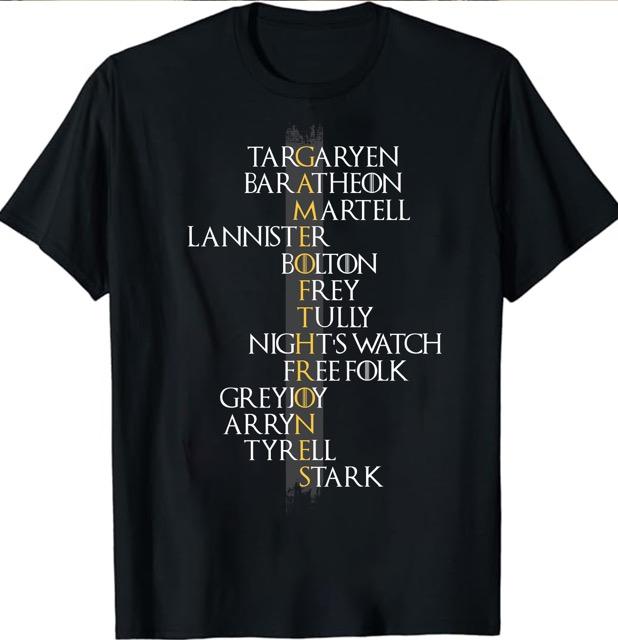 TARGARYEN
BARATHEON
MARTELL
LANNISTER
BOLTON
FREY
TULLY
NIGHT'S WATCH
FREE FOLK
GREYJOY
ARRYN
TYRELL
STARK